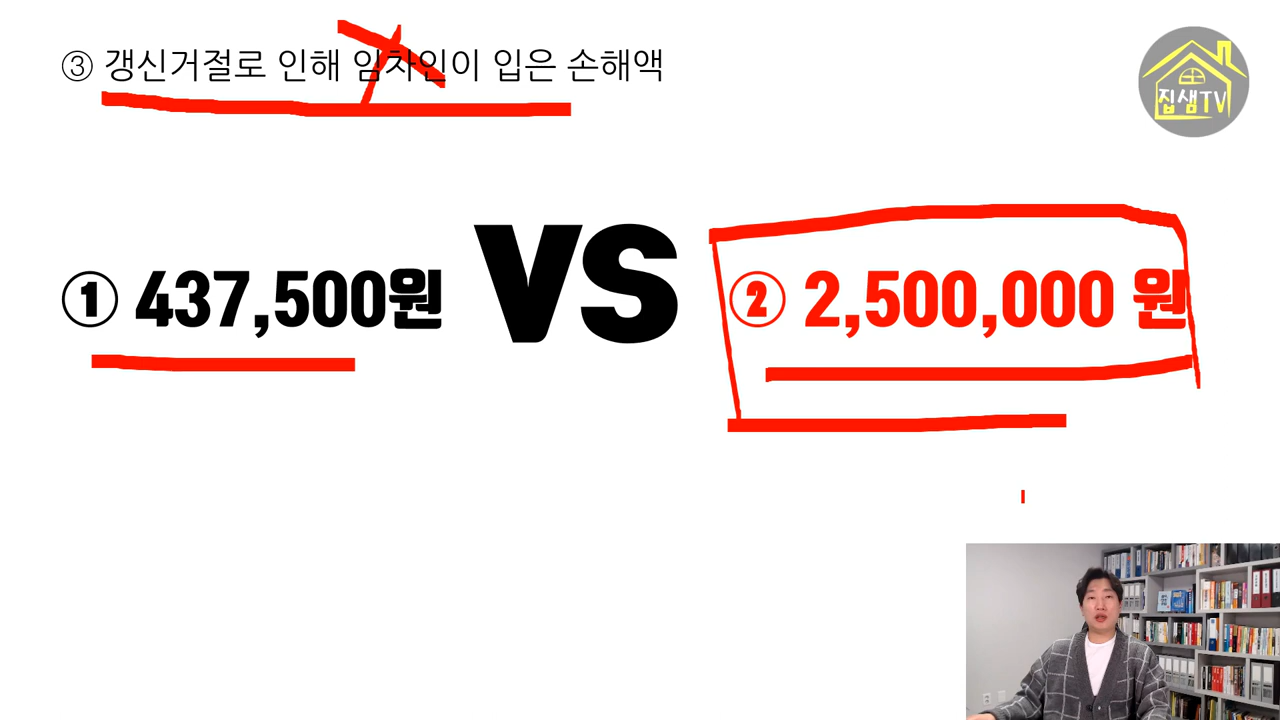 ③ 갱신거절로 인해 임차인이 입은 손해액
집샘TV
① 437,500원 VS ② 2,500,000 원